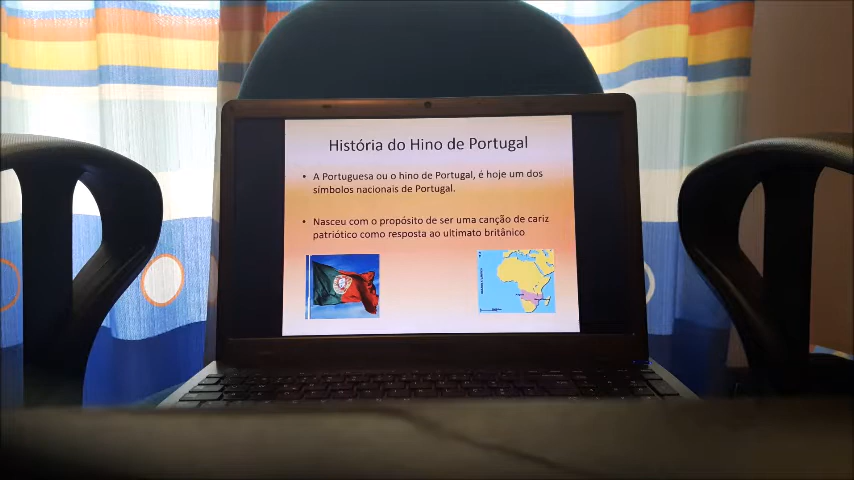 História do Hino de Portugal
• A Portuguesa ou o hino de Portugal, é hoje um dos
símbolos nacionais de Portugal.
• Nasceu com o propósito de ser uma canção de cariz
patriótico como resposta ao ultimato britânico